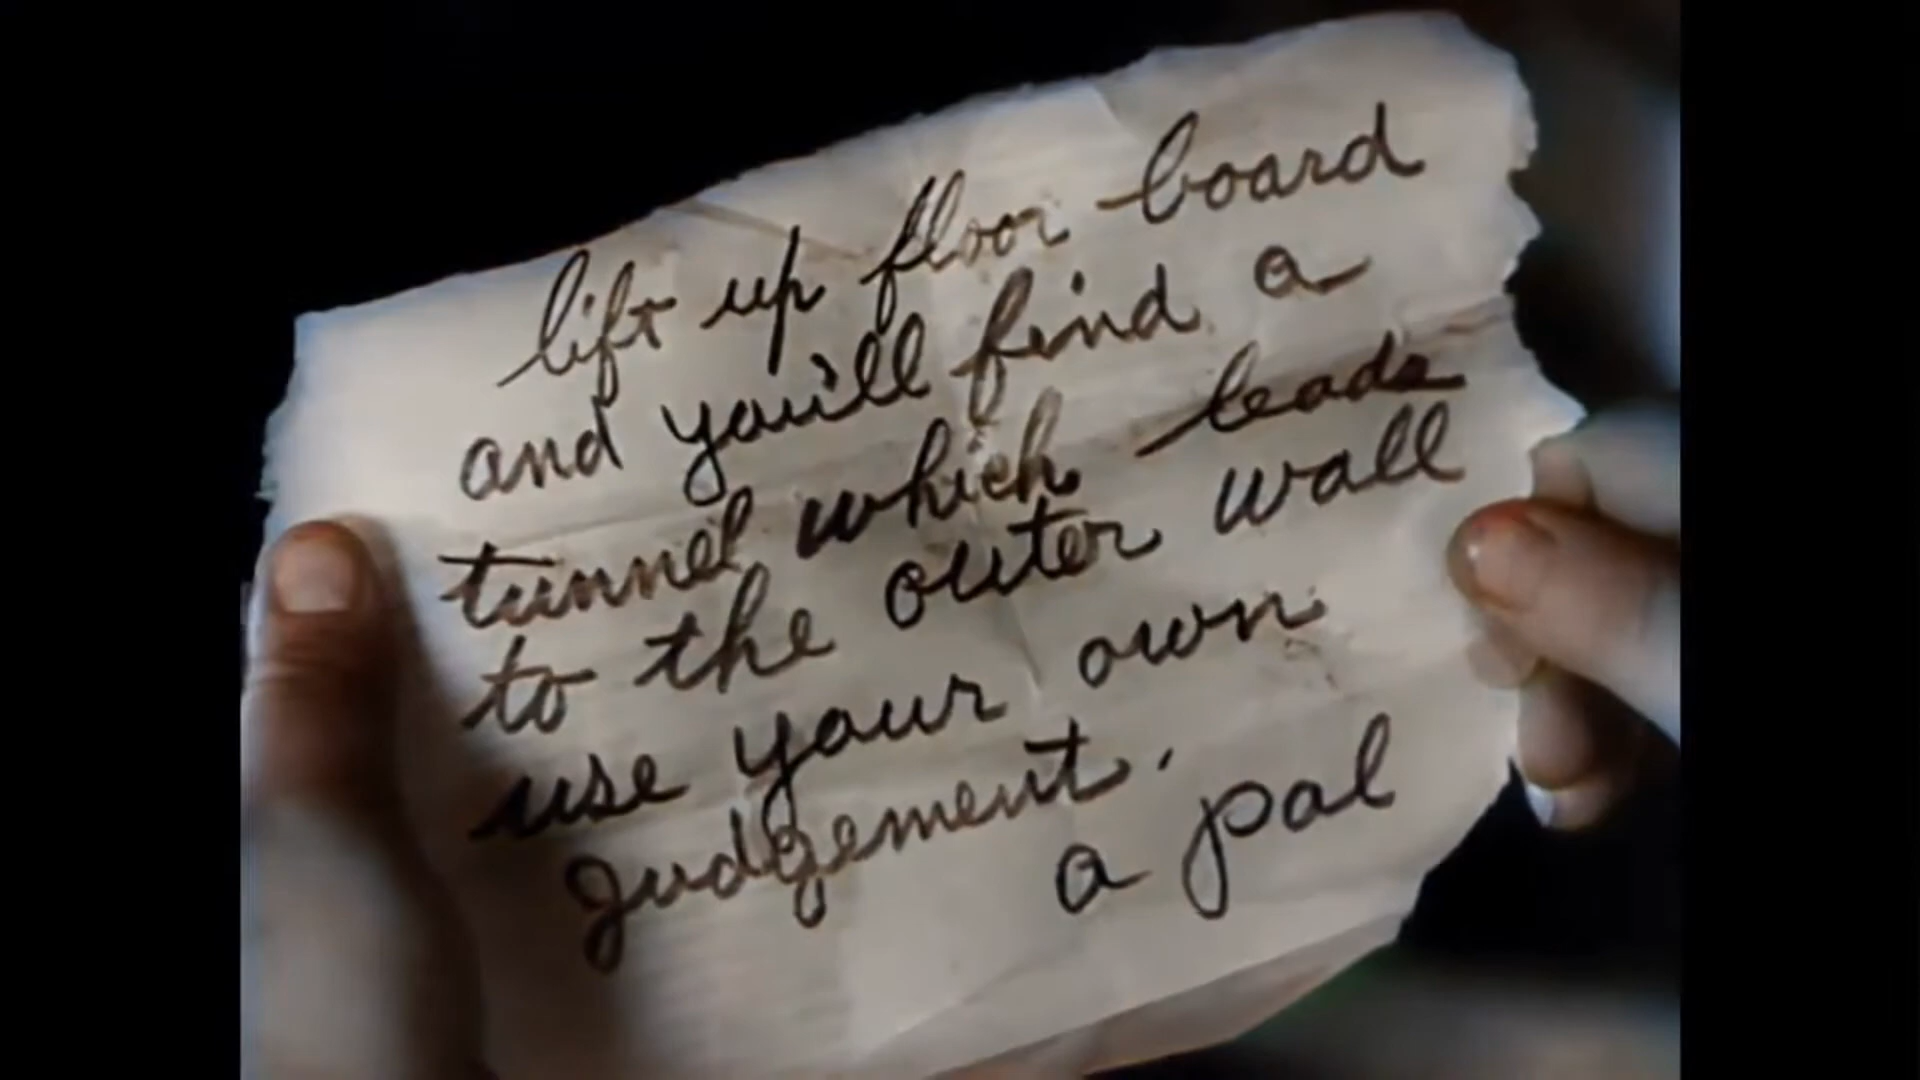 lift up floor board
and you'll find a
tunnel which leads
to the outer wall
use your own
judgement.
a pal